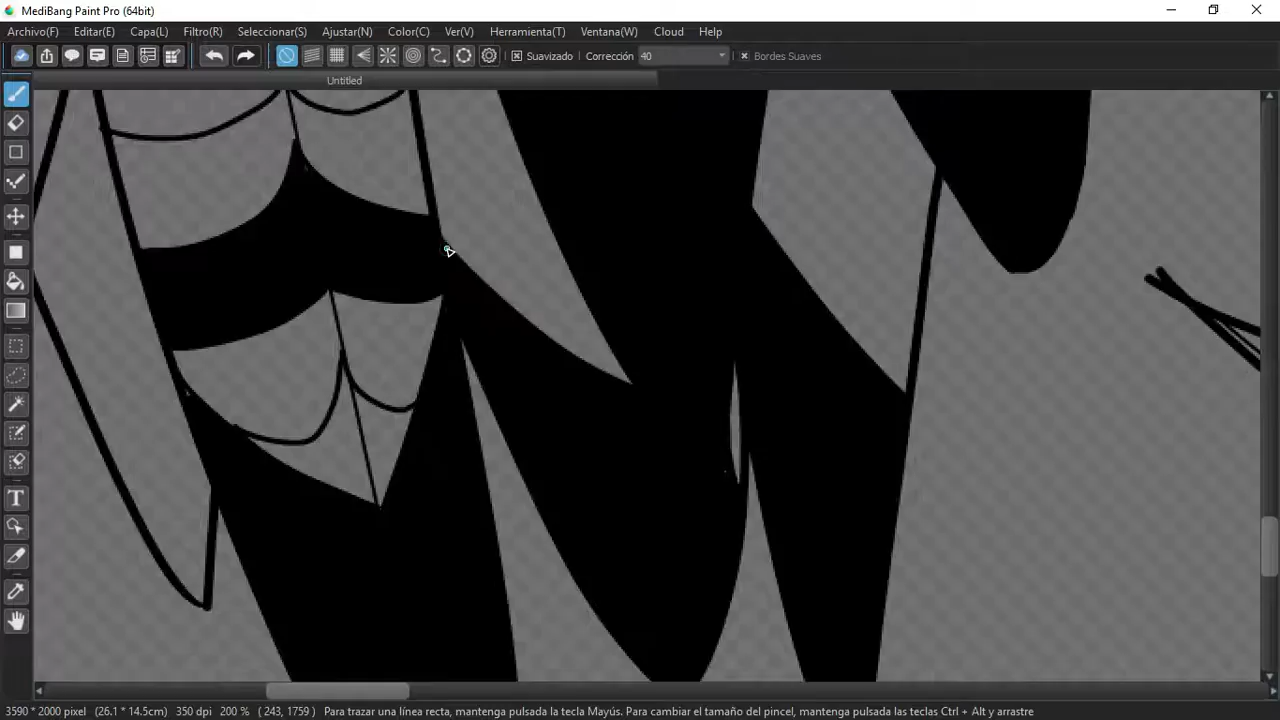 MediBang Paint Pro (64bit)
Archivo(F) Editar(E) Capa(L) Filtro(R) Seleccionar(S) Ajustar(N) Color(C) Ver(V) Herramienta(T) Ventana(W) Cloud Help
Suavizado Corrección 40 Bordes Suaves
Untitled
T
3590 * 2000 pixel (26.1 * 14.5cm) 350 dpi 200 % ( 243, 1759 ) Para trazar una línea recta, mantenga pulsada la tecla Mayús. Para cambiar el tamaño del pincel, mantenga pulsadas las teclas Ctrl + Alt y arrastre